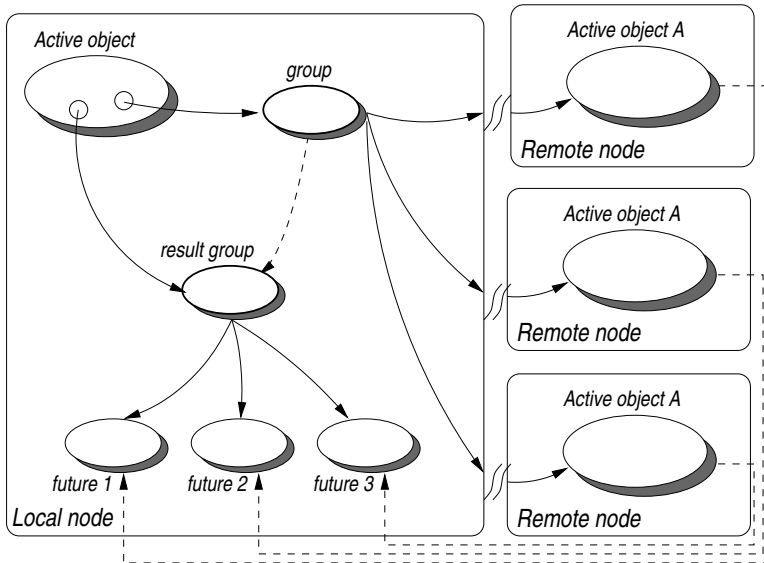 Active object
group
result group
future 1
future 2
future 3
Local node
Active object A
Remote node
Active object A
Remote node
Active object A
Remote node